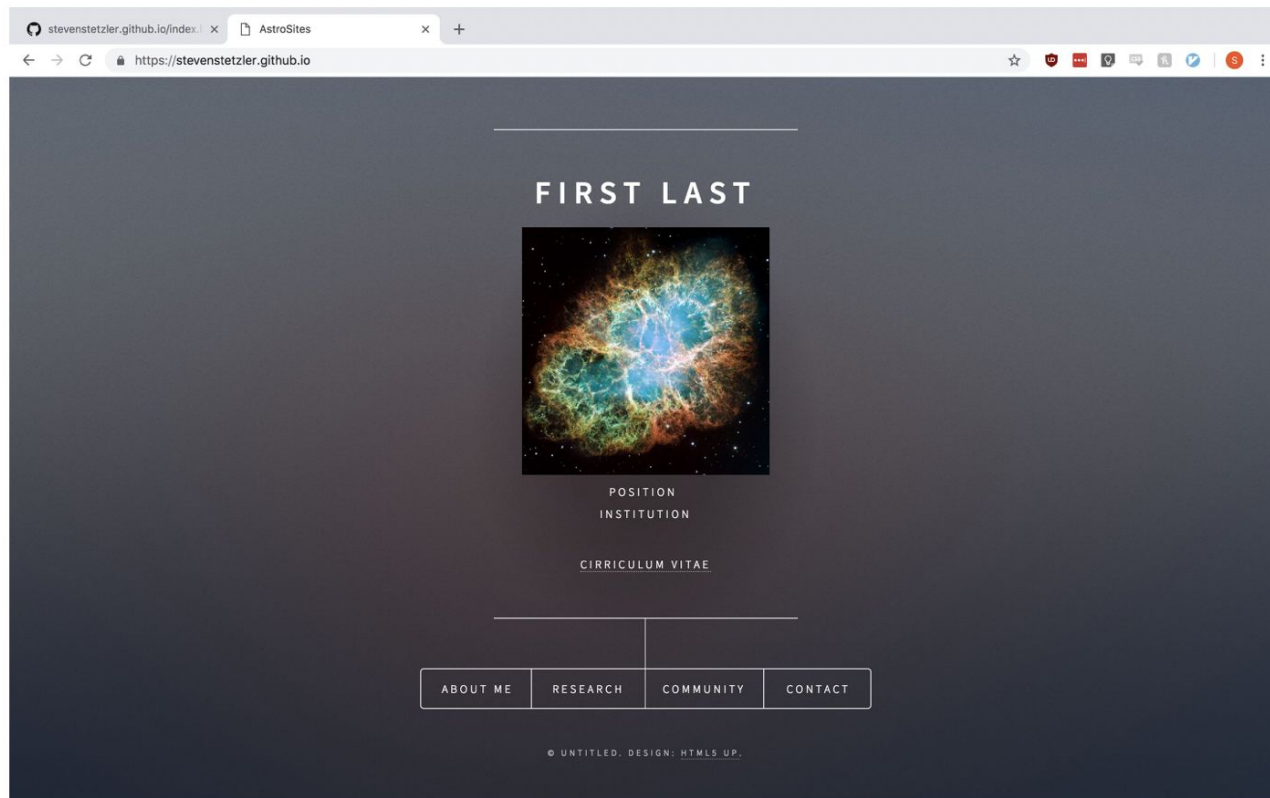 stevenstetzler.github.io/index.
AstroSites
https://stevenstetzler.github.io
S
FIRST LAST
POSITION
INSTITUTION
CIRRICULUM VITAE
ABOUT ME RESEARCH COMMUNITY CONTACT
© UNTITLED. DESIGN: HTML5 UP.